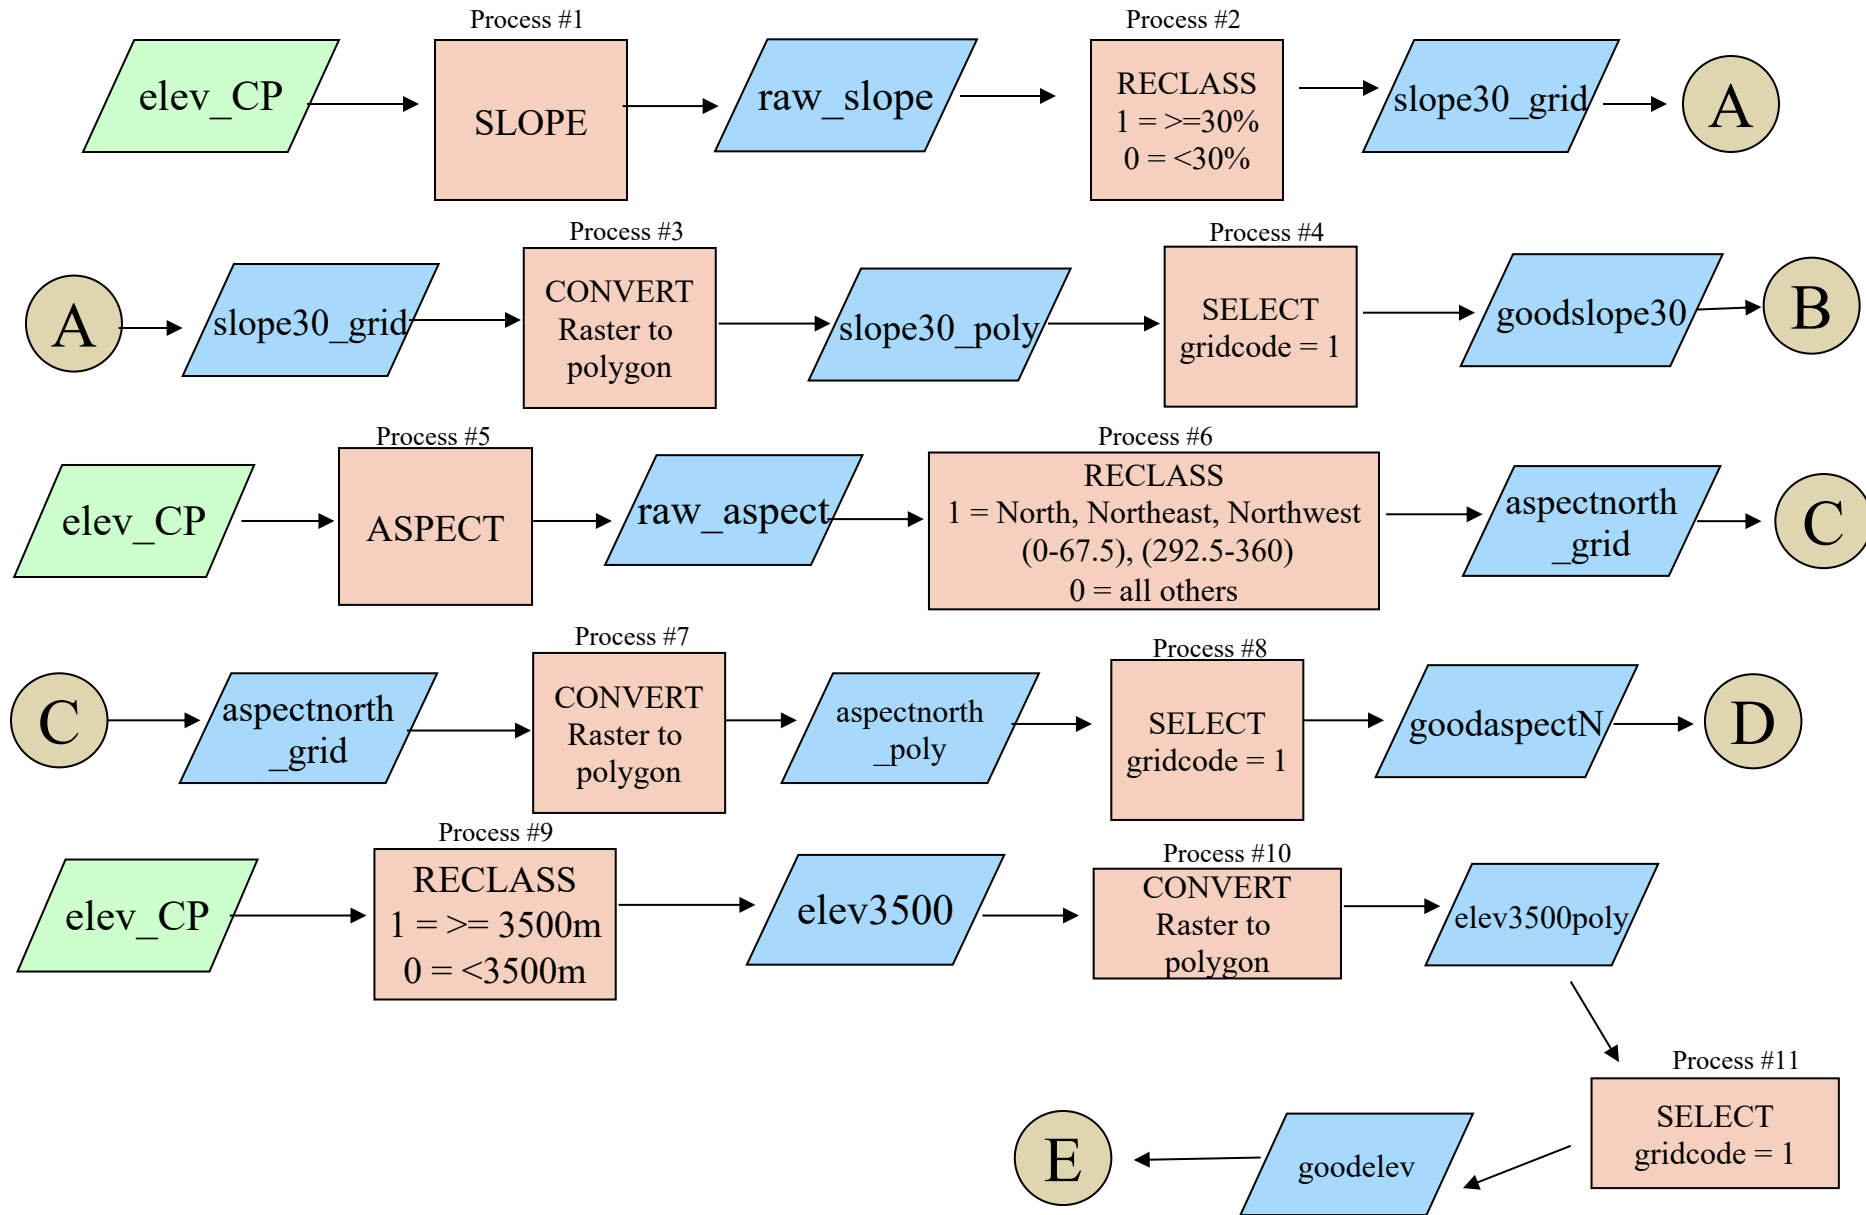 Process #1
Process #2
elev_CP
SLOPE
raw_slope
RECLASS
1 = >=30%
0 = <30%
slope30_grid
A
Process #3
Process #4
A
slope30_grid
CONVERT
Raster to
polygon
slope30_poly
SELECT
gridcode = 1
goodslope30
B
Process #5
Process #6
elev_CP
ASPECT
raw_aspect
RECLASS
1 = North, Northeast, Northwest
(0-67.5), (292.5-360)
0 = all others
aspectnorth
_grid
C
Process #7
Process #8
C
aspectnorth
_grid
CONVERT
Raster to
polygon
aspectnorth
_poly
SELECT
gridcode = 1
goodaspectN
D
Process #9
Process #10
elev_CP
RECLASS
1 = >= 3500m
0 = <3500m
elev3500
CONVERT
Raster to
polygon
elev3500poly
Process #11
SELECT
gridcode = 1
goodelev
E